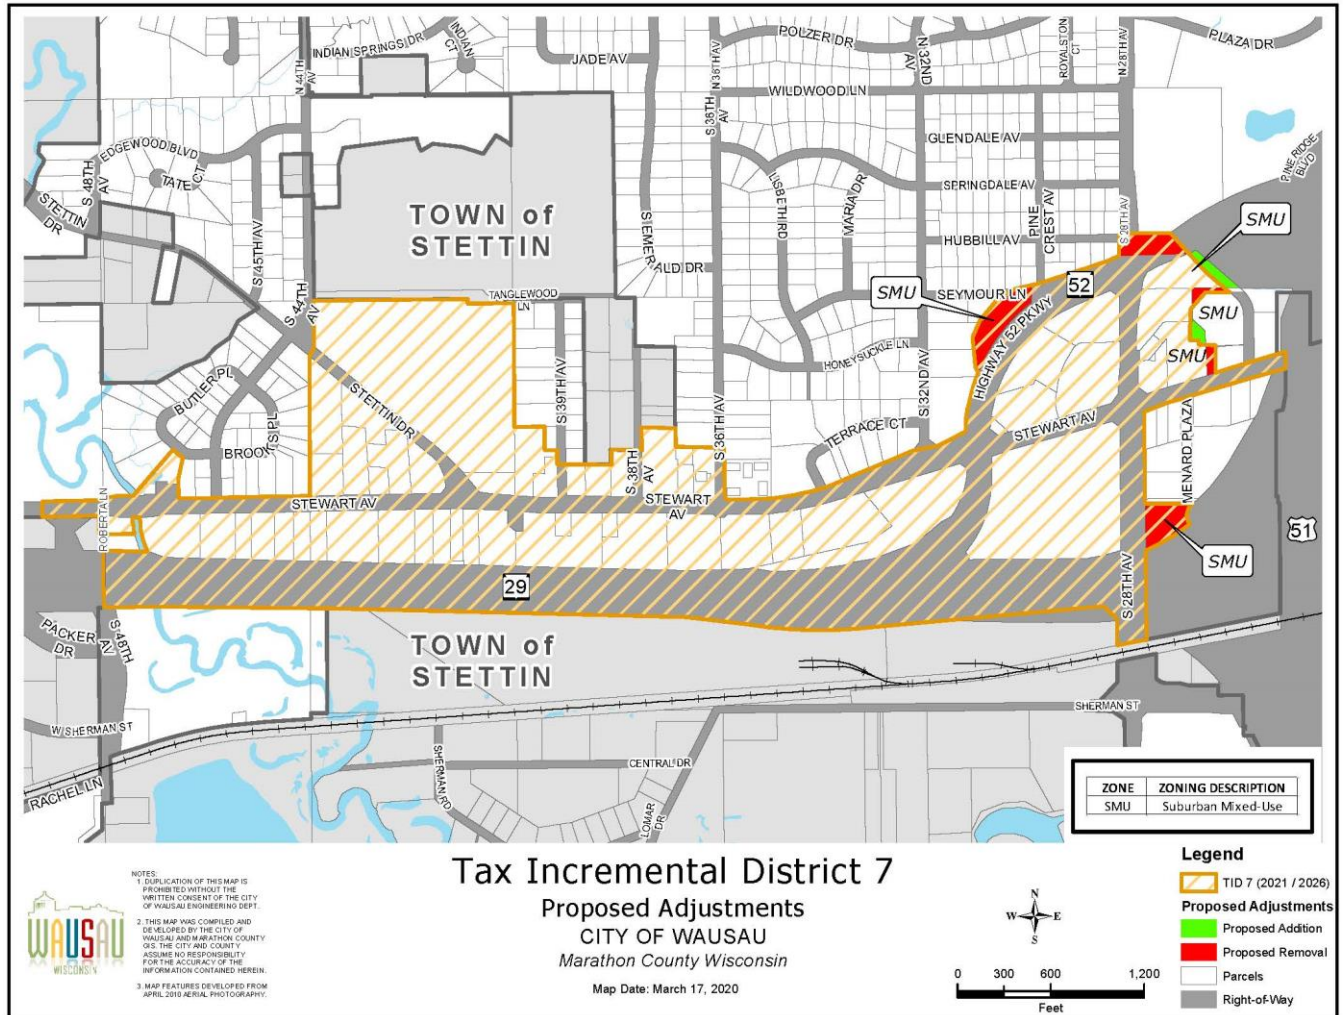 INDIAN SPRINGS DR
INDIAN CT
JADE AV
POLZER DR
N 32ND AV
ROYALSTON CT
N 28TH AV
PLAZA DR
N 44TH AV
N 36TH AV
WILDWOOD LN
S 36TH AV
GLENDALE AV
EDGEWOOD BLVD
TATE CT
S 48TH AV
STETTIN DR
S 45TH AV
LISBETH RD
MARIA DR
SPRINGDALE AV
PINE CREST AV
HUBBILL AV
S 28TH AV
PINE RIDGE BLVD
TOWN of
STETTIN
S EMERALD DR
SMU
S 44TH AV
TANGLEWOOD LN
SMU
SEYMOUR LN
52
SMU
HIGHWAY 52 PKWY
HONEYSUCKLE LN
SMU
BUTLER PL
STETTIN DR
S 39TH AV
S 36TH AV
S 32ND AV
BROOKS PL
TERRACE CT
STEWART AV
S 38TH AV
MENARD PLAZA
STEWART AV
STEWART AV
ROBERTA LN
51
SMU
29
S 28TH AV
PACKER DR
S 48TH AV
TOWN of
STETTIN
W SHERMAN ST
SHERMAN ST
RACHEL LN
SHERMAN RD
CENTRAL DR
LOMAR DR
ZONE ZONING DESCRIPTION
SMU Suburban Mixed-Use
WAUSAU
WISCONSIN
NOTES:
1. DUPLICATION OF THIS MAP IS
PROHIBITED WITHOUT THE
WRITTEN CONSENT OF THE CITY
OF WAUSAU ENGINEERING DEPT.
2. THIS MAP WAS COMPILED AND
DEVELOPED BY THE CITY OF
WAUSAU AND MARATHON COUNTY
GIS. THE CITY AND COUNTY
ASSUME NO RESPONSIBILITY
FOR THE ACCURACY OF THE
INFORMATION CONTAINED HEREIN.
3. MAP FEATURES DEVELOPED FROM
APRIL 2010 AERIAL PHOTOGRAPHY.
Tax Incremental District 7
Proposed Adjustments
CITY OF WAUSAU
Marathon County Wisconsin
Map Date: March 17, 2020
N
W E
S
0 300 600 1,200
Feet
Legend
TID 7 (2021 / 2026)
Proposed Adjustments
Proposed Addition
Proposed Removal
Parcels
Right-of-Way